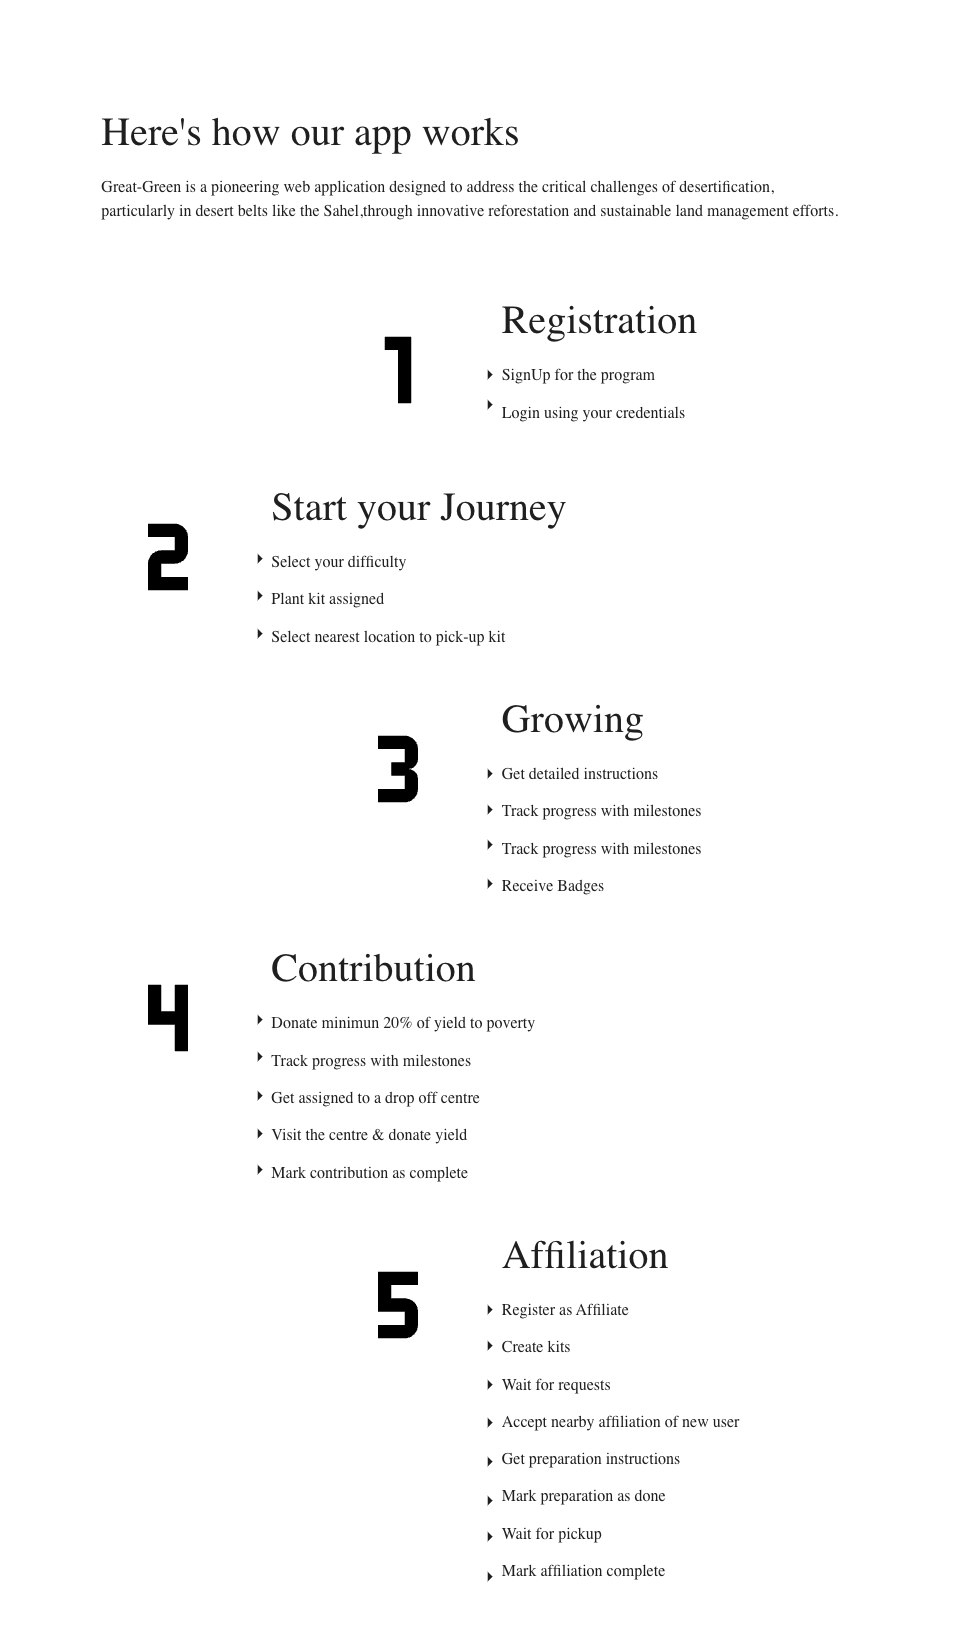 Here's how our app works
Great-Green is a pioneering web application designed to address the critical challenges of desertification,
particularly in desert belts like the Sahel,through innovative reforestation and sustainable land management efforts.
1
Registration
SignUp for the program
Login using your credentials
2
Start your Journey
Select your difficulty
Plant kit assigned
Select nearest location to pick-up kit
3
Growing
Get detailed instructions
Track progress with milestones
Track progress with milestones
Receive Badges
4
Contribution
Donate minimun 20% of yield to poverty
Track progress with milestones
Get assigned to a drop off centre
Visit the centre & donate yield
Mark contribution as complete
5
Affiliation
Register as Affiliate
Create kits
Wait for requests
Accept nearby affiliation of new user
Get preparation instructions
Mark preparation as done
Wait for pickup
Mark affiliation complete